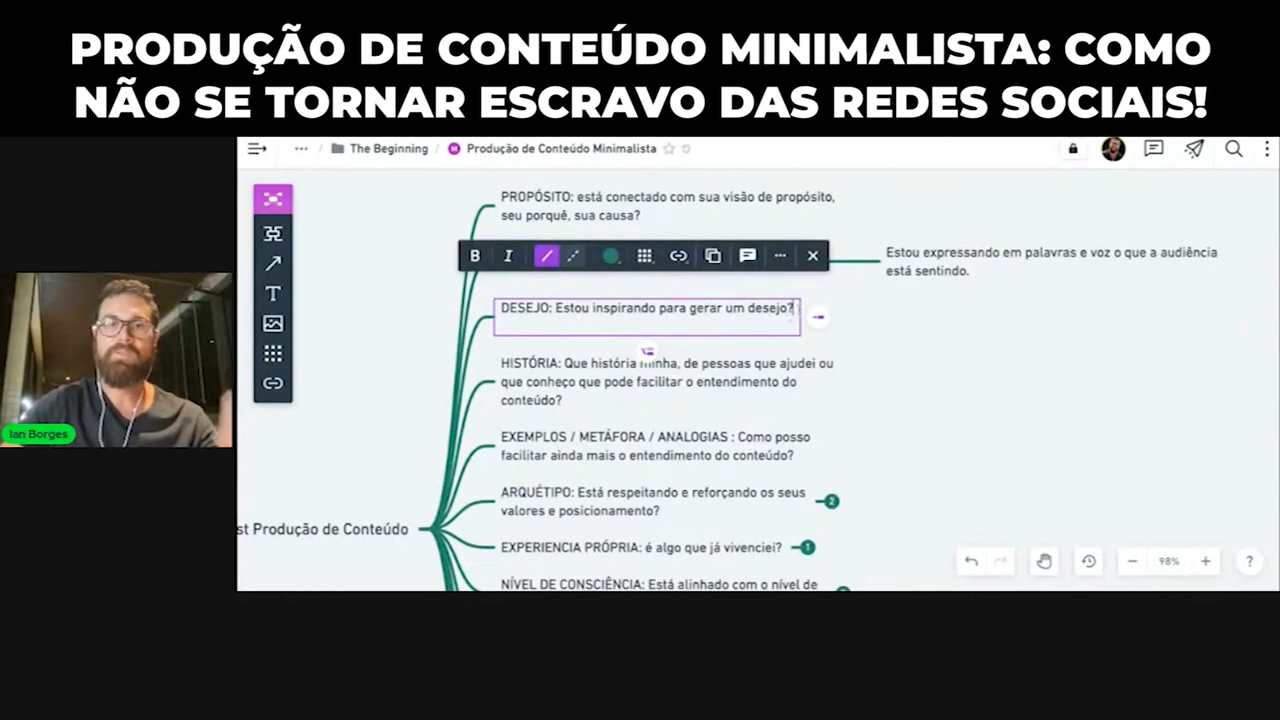 PRODUÇÃO DE CONTEÚDO MINIMALISTA: COMO
NÃO SE TORNAR ESCRAVO DAS REDES SOCIAIS!
The Beginning / Produção de Conteúdo Minimalista
PROPÓSITO: está conectado com sua visão de propósito,
seu porquê, sua causa?
B I
Estou expressando em palavras e voz o que a audiência
está sentindo.
DESEJO: Estou inspirando para gerar um desejo?
HISTÓRIA: Que história minha, de pessoas que ajudei ou
que conheço que pode facilitar o entendimento do
conteúdo?
EXEMPLOS / METÁFORA / ANALOGIAS : Como posso
facilitar ainda mais o entendimento do conteúdo?
ARQUÉTIPO: Está respeitando e reforçando os seus
valores e posicionamento?
2
st Produção de Conteúdo
EXPERIENCIA PRÓPRIA: é algo que já vivenciei?
1
NÍVEL DE CONSCIÊNCIA: Está alinhado com o nível de
98%
?
Ian Borges